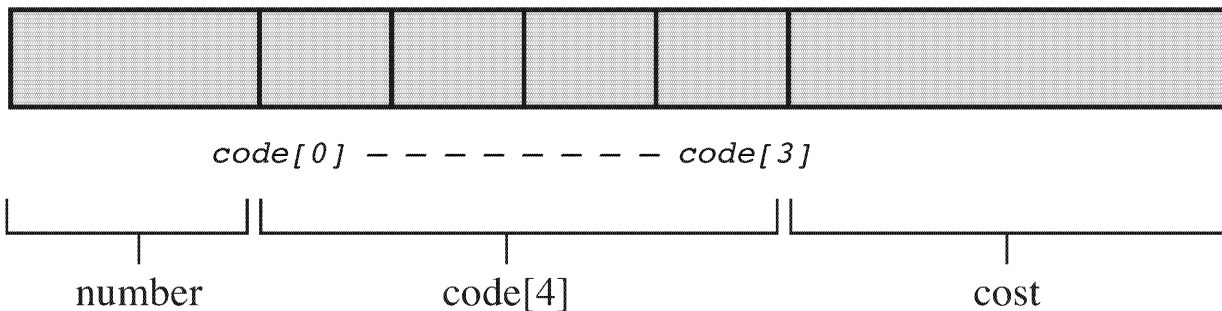 code[0] — — — — — — — — code[3]
number code[4] cost